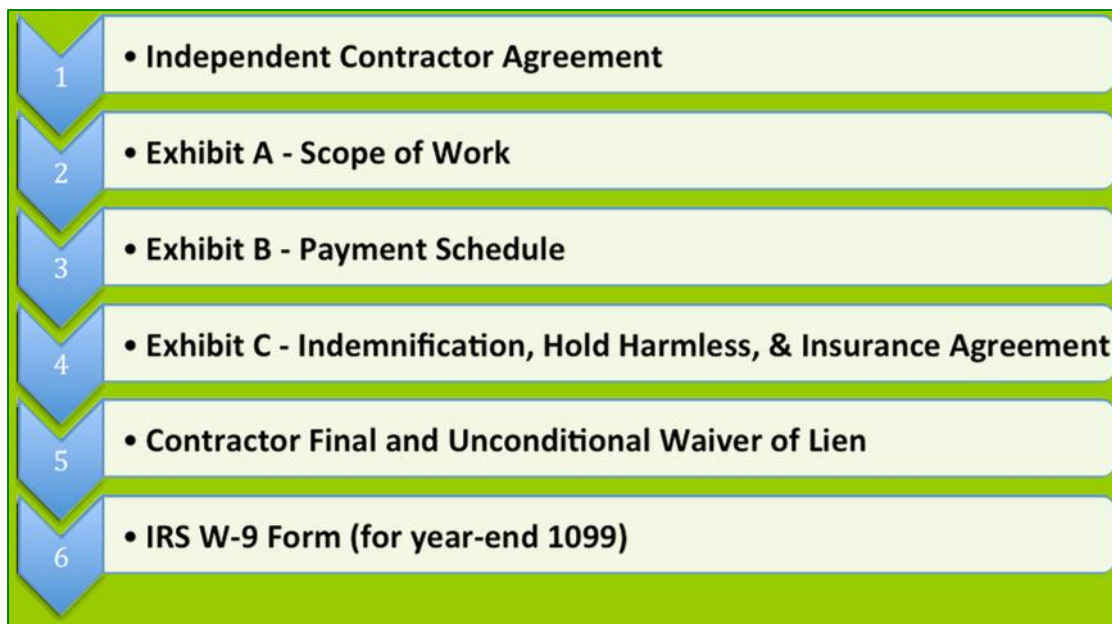 1
• Independent Contractor Agreement
2
• Exhibit A - Scope of Work
3
• Exhibit B - Payment Schedule
4
• Exhibit C - Indemnification, Hold Harmless, & Insurance Agreement
5
• Contractor Final and Unconditional Waiver of Lien
6
• IRS W-9 Form (for year-end 1099)